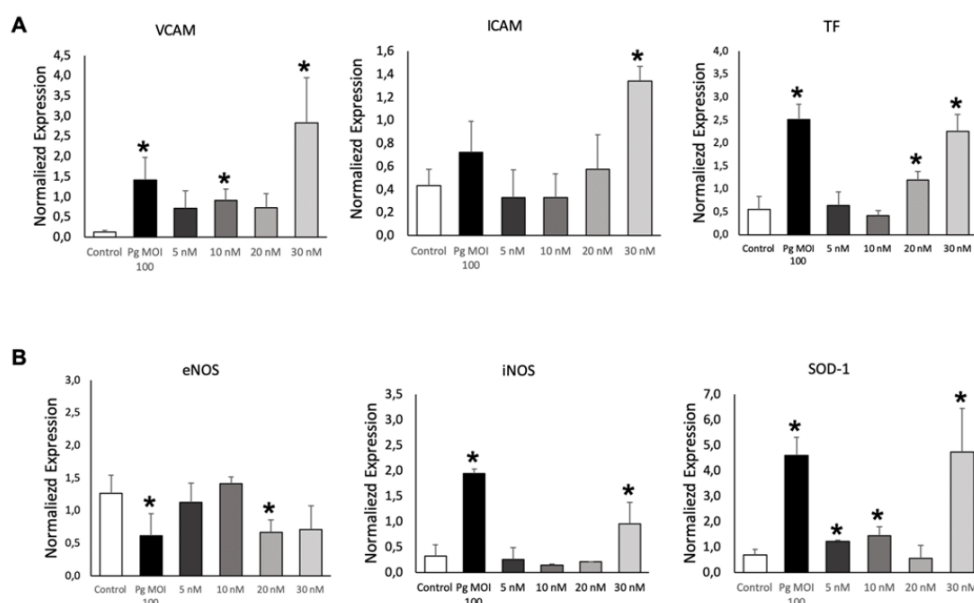 A
VCAM
Normaliezd Expression
4,5
4,0
3,5
3,0
2,5
2,0
1,5
1,0
0,5
0,0
*
*
*
Control
Pg MOI
100
5 nM
10 nM
20 nM
30 nM
ICAM
Normaliezd Expression
1,6
1,4
1,2
1,0
0,8
0,6
0,4
0,2
0,0
*
Control
Pg MOI
100
5 nM
10 nM
20 nM
30 nM
TF
Normaliezd Expression
4,0
3,5
3,0
2,5
2,0
1,5
1,0
0,5
0,0
*
*
*
Control
Pg MOI
100
5 nM
10 nM
20 nM
30 nM
B
eNOS
Normaliezd Expression
3,0
2,5
2,0
1,5
1,0
0,5
0,0
*
*
Control
Pg MOI
100
5 nM
10 nM
20 nM
30 nM
iNOS
Normaliezd Expression
3,5
3,0
2,5
2,0
1,5
1,0
0,5
0,0
*
*
Control
Pg MOI
100
5 nM
10 nM
20 nM
30 nM
SOD-1
Normaliezd Expression
7,0
6,0
5,0
4,0
3,0
2,0
1,0
0,0
*
*
*
*
Control
Pg MOI
100
5 nM
10 nM
20 nM
30 nM